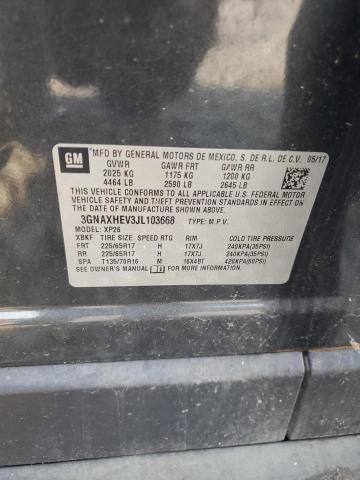 GM
MFD BY GENERAL MOTORS DE MEXICO, S. DE R.L. DE C.V. 05/17
GVWR GAWR FRT GAWR RR
2025 KG 1175 KG 1200 KG
4464 LB 2590 LB 2645 LB
THIS VEHICLE CONFORMS TO ALL APPLICABLE U.S. FEDERAL MOTOR
VEHICLE SAFETY, BUMPER, AND THEFT PREVENTION STANDARDS
IN EFFECT ON THE DATE OF MANUFACTURE SHOWN ABOVE.
3GNAXHEV3JL103668 TYPE: M.P.V.
MODEL: XP26
XBKF TIRE SIZE SPEED RTG RIM COLD TIRE PRESSURE
FRT 225/65R17 H 17X7J 240KPA(35PSI)
RR 225/65R17 H 17X7J 240KPA(35PSI)
SPA T135/70R16 M 16X4BT 420KPA(60PSI)
SEE OWNER'S MANUAL FOR ADDITIONAL INFORMATION.